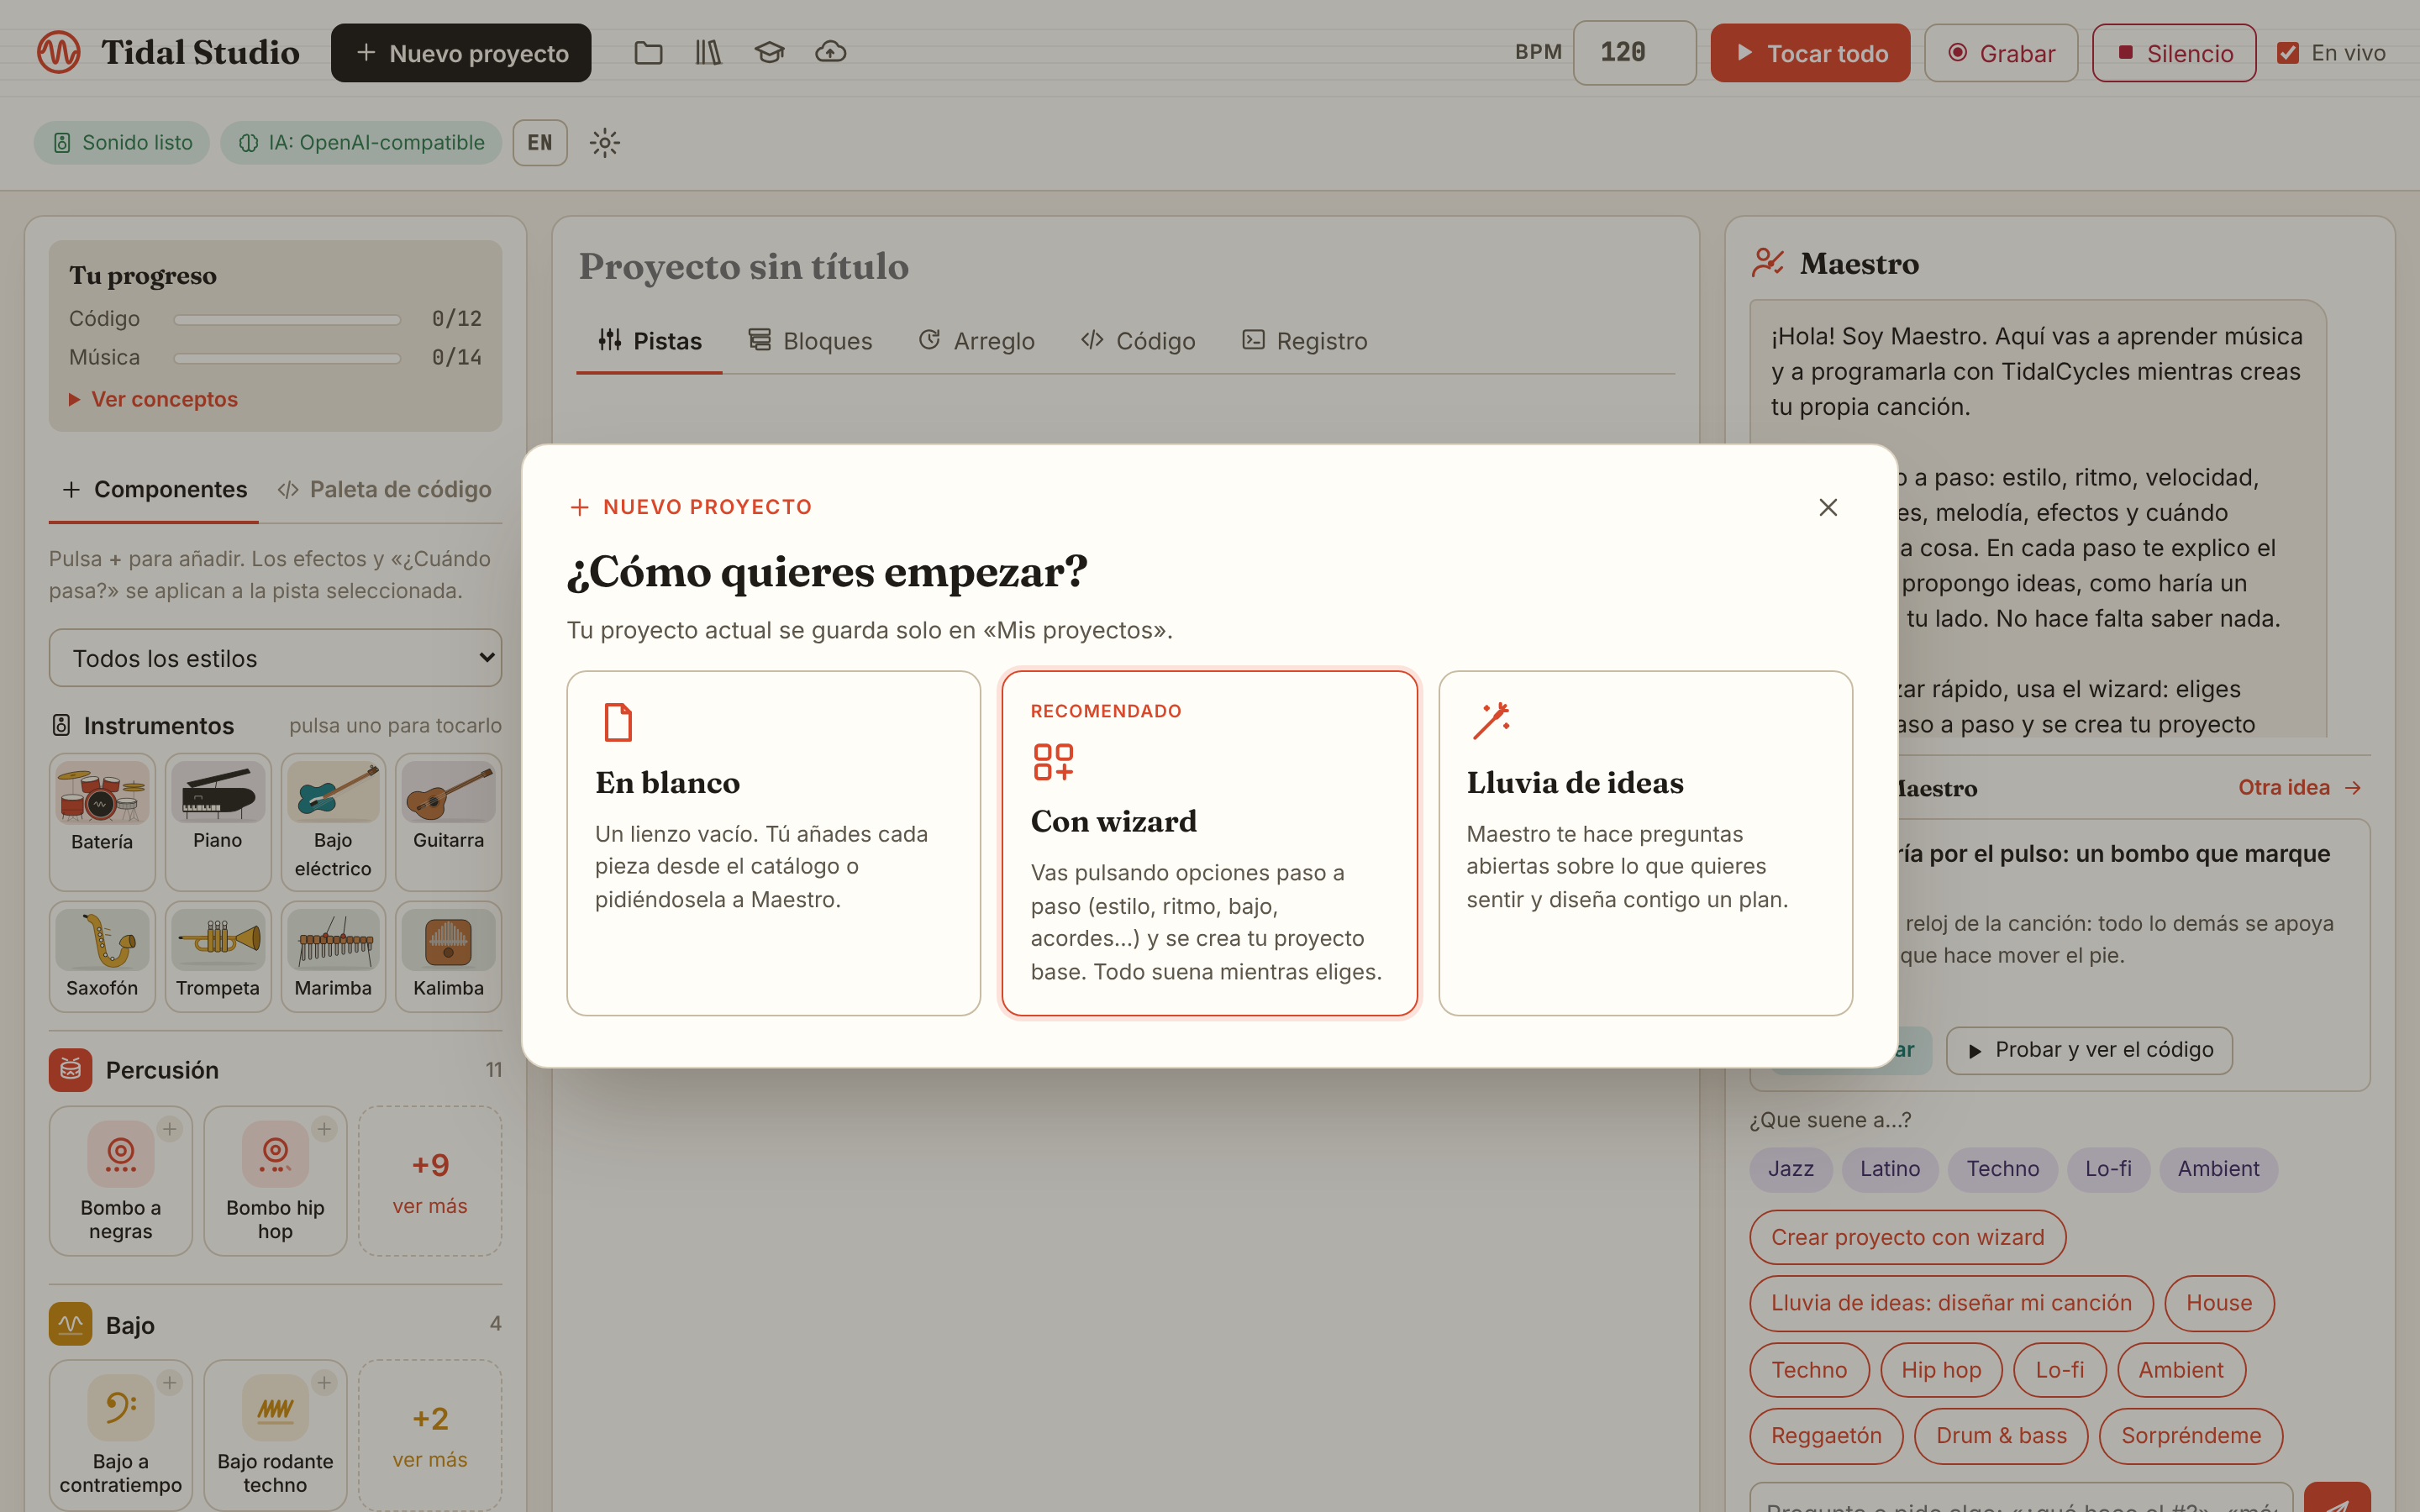 Tidal Studio
Nuevo proyecto
BPM
120
Tocar todo
Grabar
Silencio
En vivo
Sonido listo
IA: OpenAI-compatible
EN
Tu progreso
Código 0/12
Música 0/14
Ver conceptos
Componentes
Paleta de código
Pulsa + para añadir. Los efectos y «¿Cuándo
pasa?» se aplican a la pista seleccionada.
Todos los estilos
Instrumentos
pulsa uno para tocarlo
Batería
Piano
Bajo
eléctrico
Guitarra
Saxofón
Trompeta
Marimba
Kalimba
Percusión
11
Bombo a
negras
Bombo hip
hop
+9
ver más
Bajo
4
Bajo a
contratiempo
Bajo rodante
techno
+2
ver más
Proyecto sin título
Pistas
Bloques
Arreglo
Código
Registro
NUEVO PROYECTO
¿Cómo quieres empezar?
Tu proyecto actual se guarda solo en «Mis proyectos».
En blanco
Un lienzo vacío. Tú añades cada
pieza desde el catálogo o
pidiéndosela a Maestro.
RECOMENDADO
Con wizard
Vas pulsando opciones paso a
paso (estilo, ritmo, bajo,
acordes...) y se crea tu proyecto
base. Todo suena mientras eliges.
Lluvia de ideas
Maestro te hace preguntas
abiertas sobre lo que quieres
sentir y diseña contigo un plan.
Maestro
¡Hola! Soy Maestro. Aquí vas a aprender música
y a programarla con TidalCycles mientras creas
tu propia canción.
a paso: estilo, ritmo, velocidad,
melodía, efectos y cuándo
cosa. En cada paso te explico el
propongo ideas, como haría un
tu lado. No hace falta saber nada.
rápido, usa el wizard: eliges
paso a paso y se crea tu proyecto
Maestro
Otra idea
por el pulso: un bombo que marque
reloj de la canción: todo lo demás se apoya
que hace mover el pie.
Probar y ver el código
¿Que suene a...?
Jazz
Latino
Techno
Lo-fi
Ambient
Crear proyecto con wizard
Lluvia de ideas: diseñar mi canción
House
Techno
Hip hop
Lo-fi
Ambient
Reggaetón
Drum & bass
Sorpréndeme